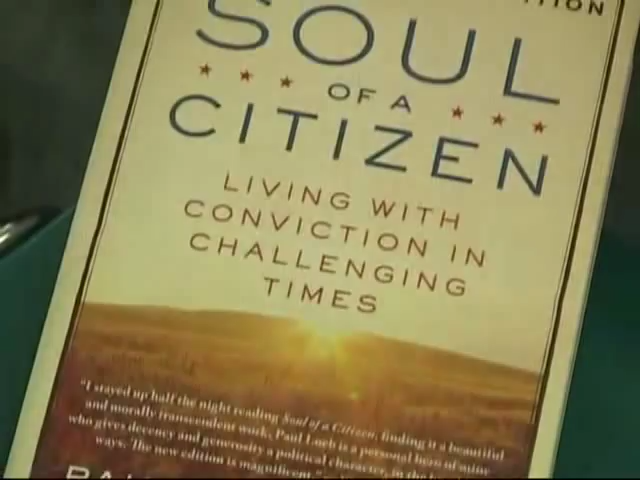 SOUL
OF A
CITIZEN
LIVING WITH
CONVICTION IN
CHALLENGING
TIMES
"I stayed up half the night reading Soul of a Citizen, finding it a beautiful
and morally transcendent work. Paul Loeb is a personal hero of mine
who gives decency and generosity a political character, in the
ways. The new edition is magnificent"